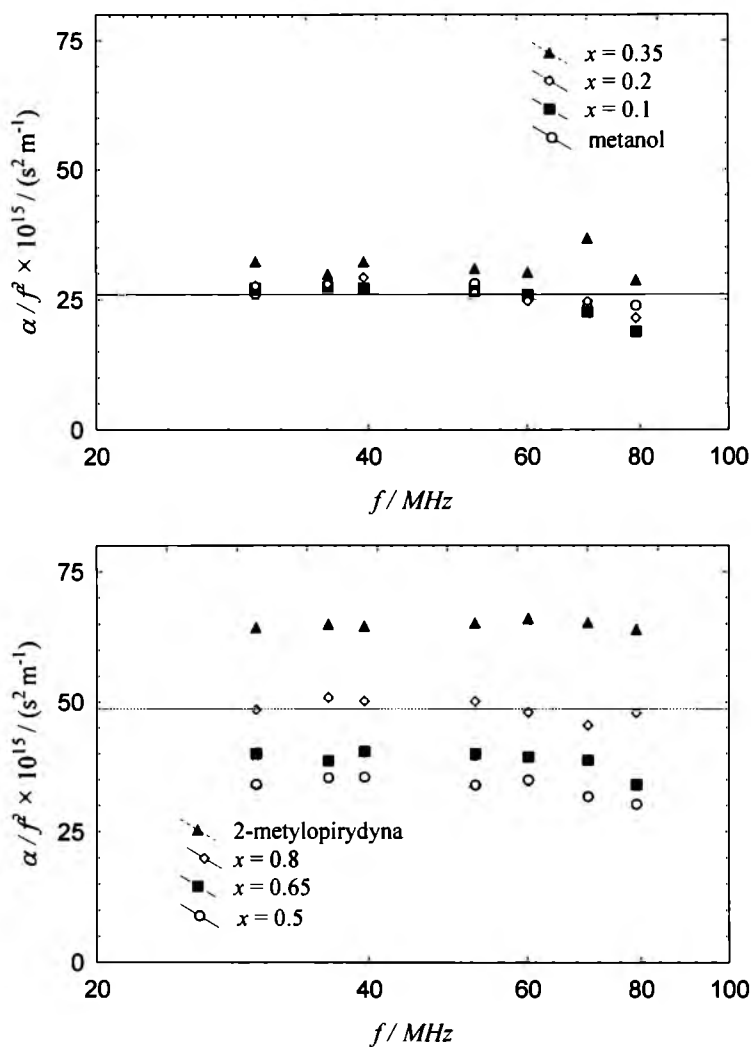 75
50
25
0
α/f² × 10¹⁵ / (s² m⁻¹)
x = 0.35
x = 0.2
x = 0.1
metanol
20 40 60 80 100
f / MHz
75
50
25
0
α/f² × 10¹⁵ / (s² m⁻¹)
2-metylopirydyna
x = 0.8
x = 0.65
x = 0.5
20 40 60 80 100
f / MHz